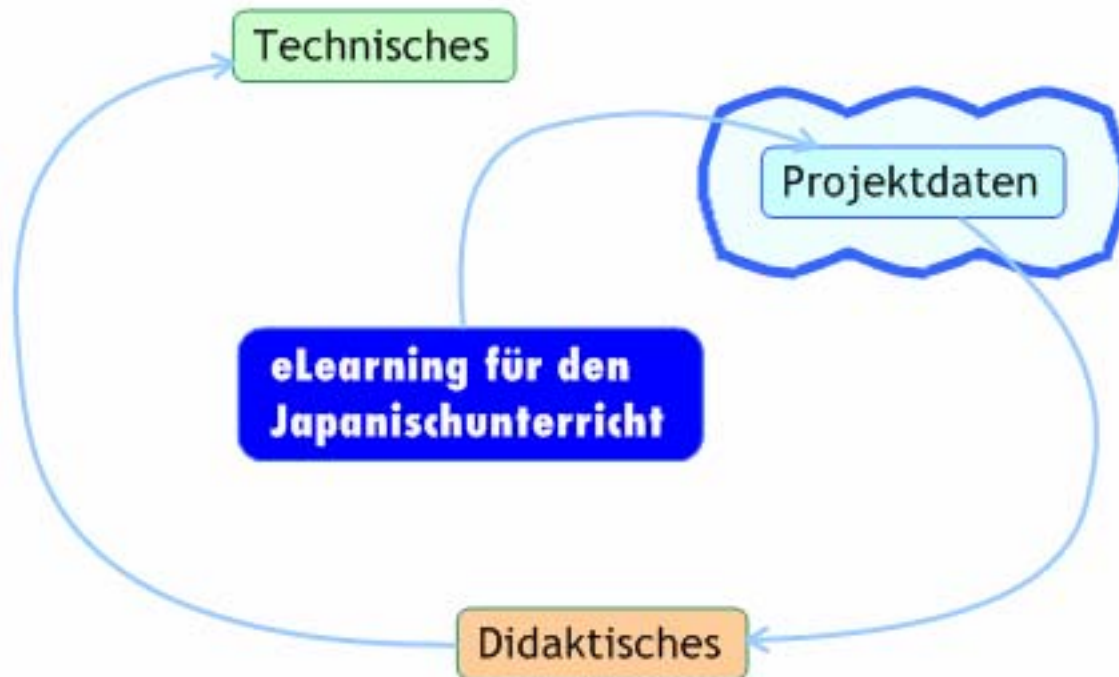 Technisches
Projektdaten
eLearning für den
Japanischunterricht
Didaktisches